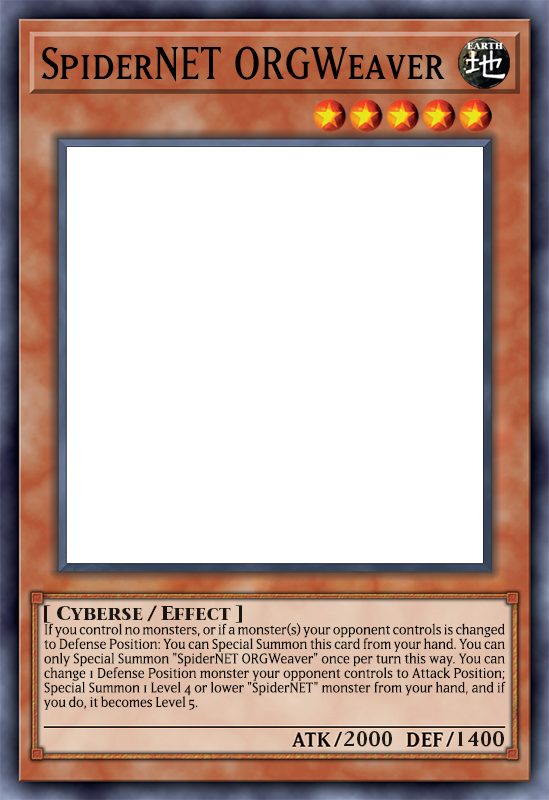 SpiderNET ORGWeaver
EARTH
地
[ Cyberse / Effect ]
If you control no monsters, or if a monster(s) your opponent controls is changed
to Defense Position: You can Special Summon this card from your hand. You can
only Special Summon "SpiderNET ORGWeaver" once per turn this way. You can
change 1 Defense Position monster your opponent controls to Attack Position;
Special Summon 1 Level 4 or lower "SpiderNET" monster from your hand, and if
you do, it becomes Level 5.
ATK/2000 DEF/1400